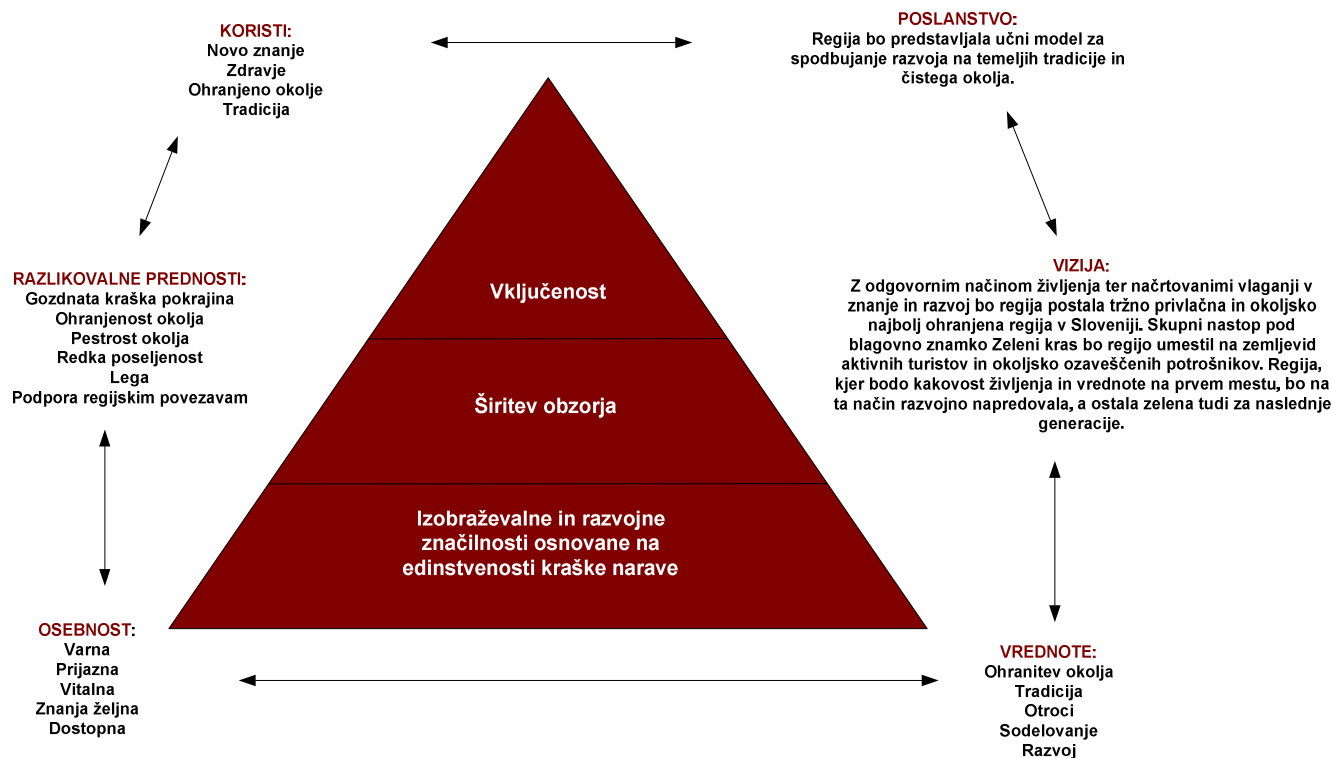 KORISTI:
Novo znanje
Zdravje
Ohranjeno okolje
Tradicija
POSLANSTVO:
Regija bo predstavljala učni model za
spodbujanje razvoja na temeljih tradicije in
čistega okolja.
RAZLIKOVALNE PREDNOSTI:
Gozdnata kraška pokrajina
Ohranjenost okolja
Pestrost okolja
Redka poseljenost
Lega
Podpora regijskim povezavam
Vključenost
Širitev obzorja
Izobraževalne in razvojne
značilnosti osnovane na
edinstvenosti kraške narave
VIZIJA:
Z odgovornim načinom življenja ter načrtovanimi vlaganji v
znanje in razvoj bo regija postala tržno privlačna in okoljsko
najbolj ohranjena regija v Sloveniji. Skupni nastop pod
blagovno znamko Zeleni kras bo regijo umestil na zemljevid
aktivnih turistov in okoljsko ozaveščenih potrošnikov. Regija,
kjer bodo kakovost življenja in vrednote na prvem mestu, bo na
ta način razvojno napredovala, a ostala zelena tudi za naslednje
generacije.
OSEBNOST:
Varna
Prijazna
Vitalna
Znanja željna
Dostopna
VREDNOTE:
Ohranitev okolja
Tradicija
Otroci
Sodelovanje
Razvoj